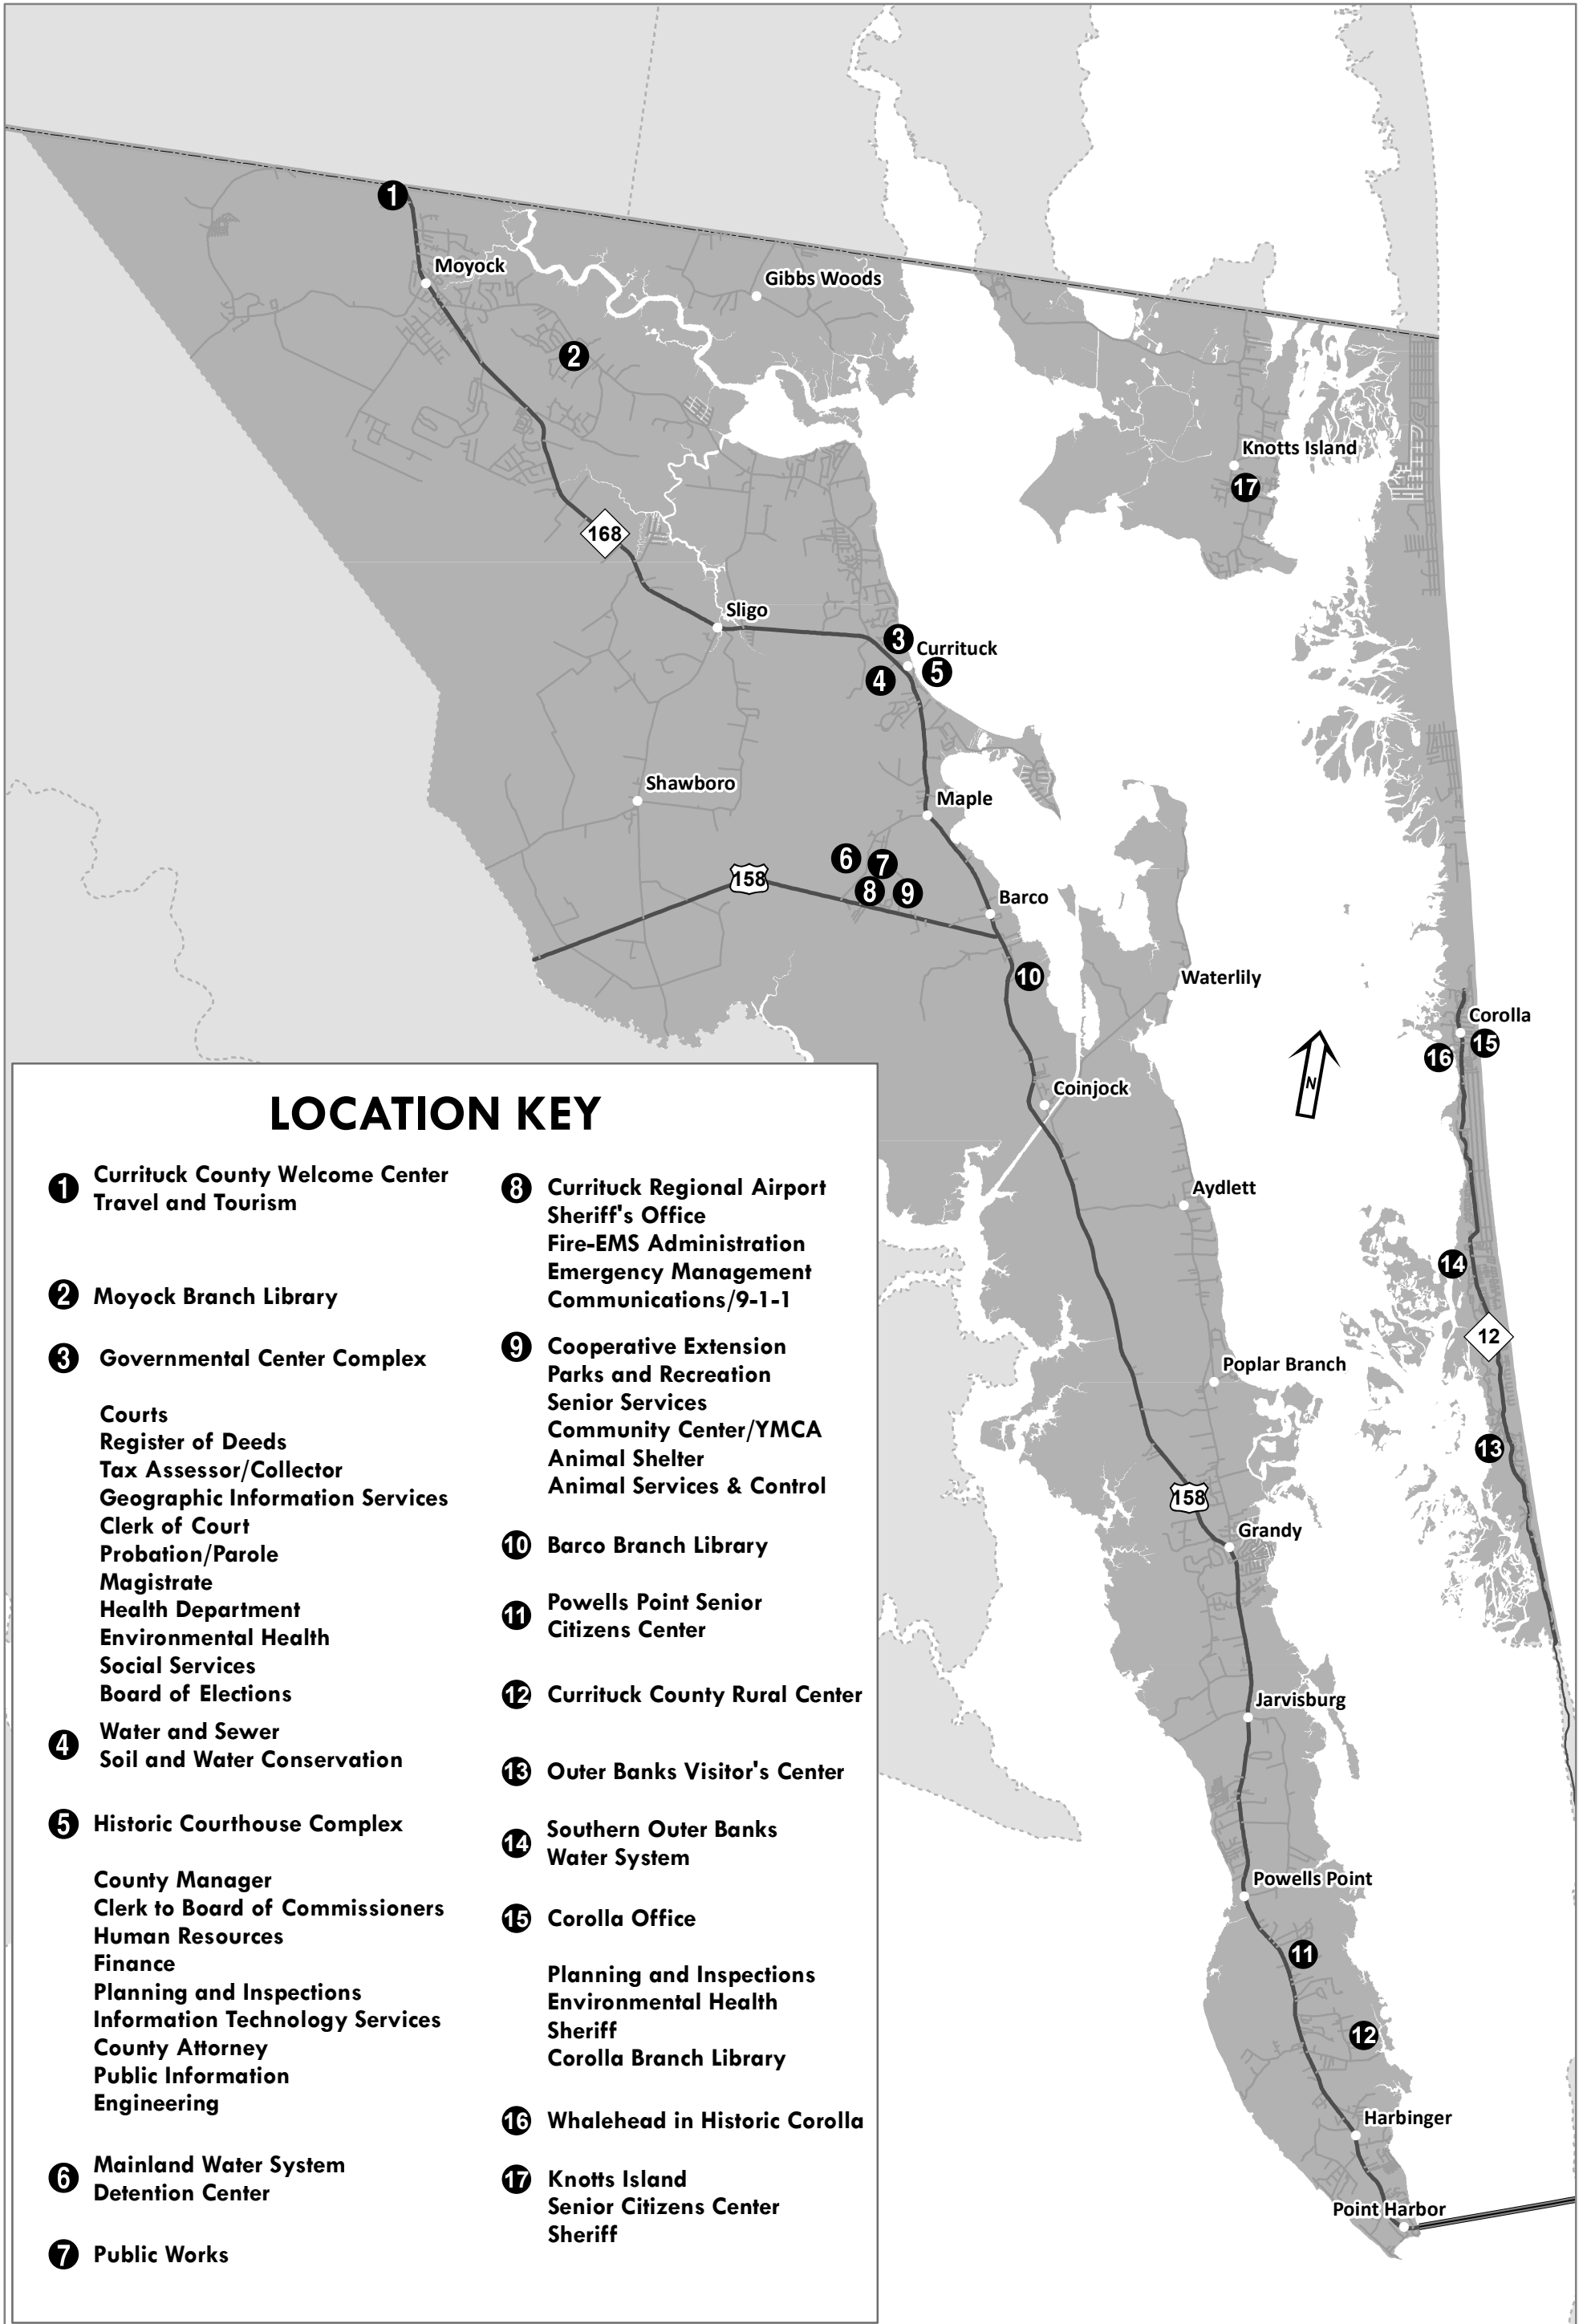 1
Moyock
Gibbs Woods
2
Knotts Island
17
168
Sligo
3
Currituck
4
5
Shawboro
Maple
6
7
158
8
9
Barco
10
Waterlily
Corolla
16
15
N
Coinjock
Aydlett
14
12
Poplar Branch
13
158
Grandy
Jarvisburg
Powells Point
11
12
Harbinger
Point Harbor
LOCATION KEY
1 Currituck County Welcome Center
Travel and Tourism
2 Moyock Branch Library
3 Governmental Center Complex
Courts
Register of Deeds
Tax Assessor/Collector
Geographic Information Services
Clerk of Court
Probation/Parole
Magistrate
Health Department
Environmental Health
Social Services
Board of Elections
4 Water and Sewer
Soil and Water Conservation
5 Historic Courthouse Complex
County Manager
Clerk to Board of Commissioners
Human Resources
Finance
Planning and Inspections
Information Technology Services
County Attorney
Public Information
Engineering
6 Mainland Water System
Detention Center
7 Public Works
8 Currituck Regional Airport
Sheriff's Office
Fire-EMS Administration
Emergency Management
Communications/9-1-1
9 Cooperative Extension
Parks and Recreation
Senior Services
Community Center/YMCA
Animal Shelter
Animal Services & Control
10 Barco Branch Library
11 Powells Point Senior
Citizens Center
12 Currituck County Rural Center
13 Outer Banks Visitor's Center
14 Southern Outer Banks
Water System
15 Corolla Office
Planning and Inspections
Environmental Health
Sheriff
Corolla Branch Library
16 Whalehead in Historic Corolla
17 Knotts Island
Senior Citizens Center
Sheriff